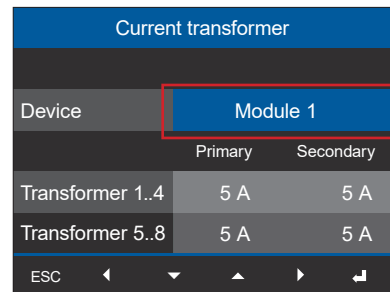 Current transformer
Device Module 1
Primary Secondary
Transformer 1..4 5 A 5 A
Transformer 5..8 5 A 5 A
ESC